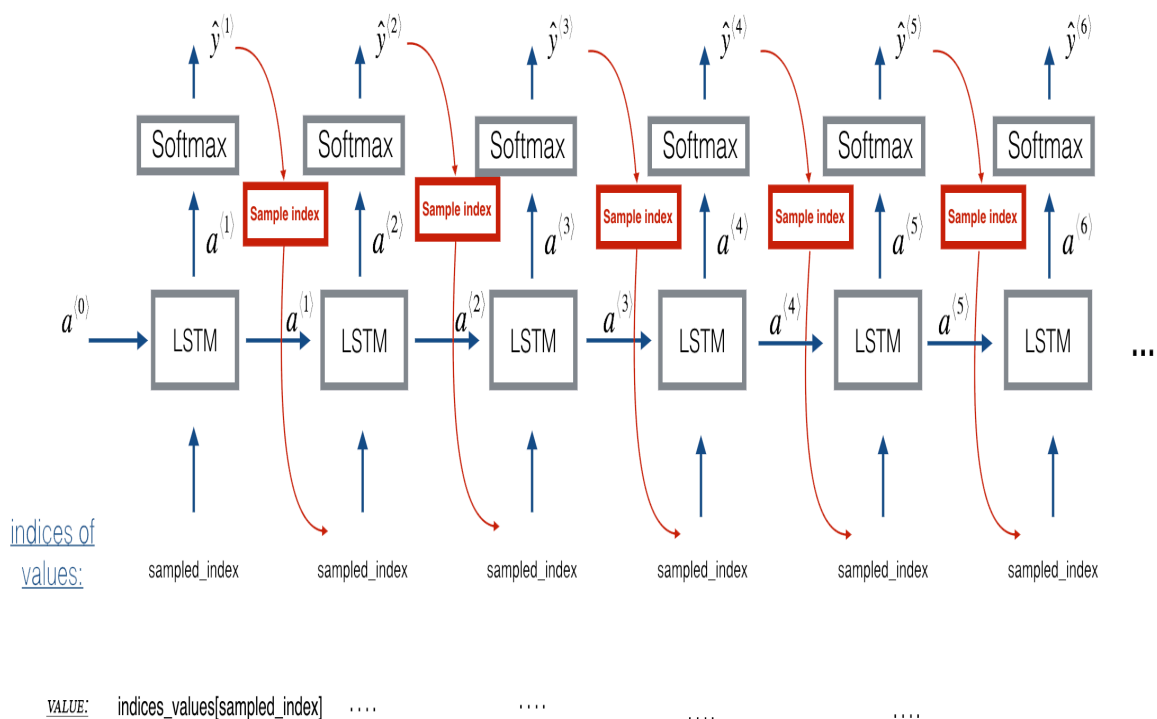 ŷ⟨1⟩ ŷ⟨2⟩ ŷ⟨3⟩ ŷ⟨4⟩ ŷ⟨5⟩ ŷ⟨6⟩
Softmax Softmax Softmax Softmax Softmax Softmax
Sample index Sample index Sample index Sample index Sample index
a⟨1⟩ a⟨2⟩ a⟨3⟩ a⟨4⟩ a⟨5⟩ a⟨6⟩
a⟨0⟩ a⟨1⟩ a⟨2⟩ a⟨3⟩ a⟨4⟩ a⟨5⟩
LSTM LSTM LSTM LSTM LSTM LSTM ...
indices of
values: sampled_index sampled_index sampled_index sampled_index sampled_index sampled_index
VALUE: indices_values[sampled_index] .... .... .... ....